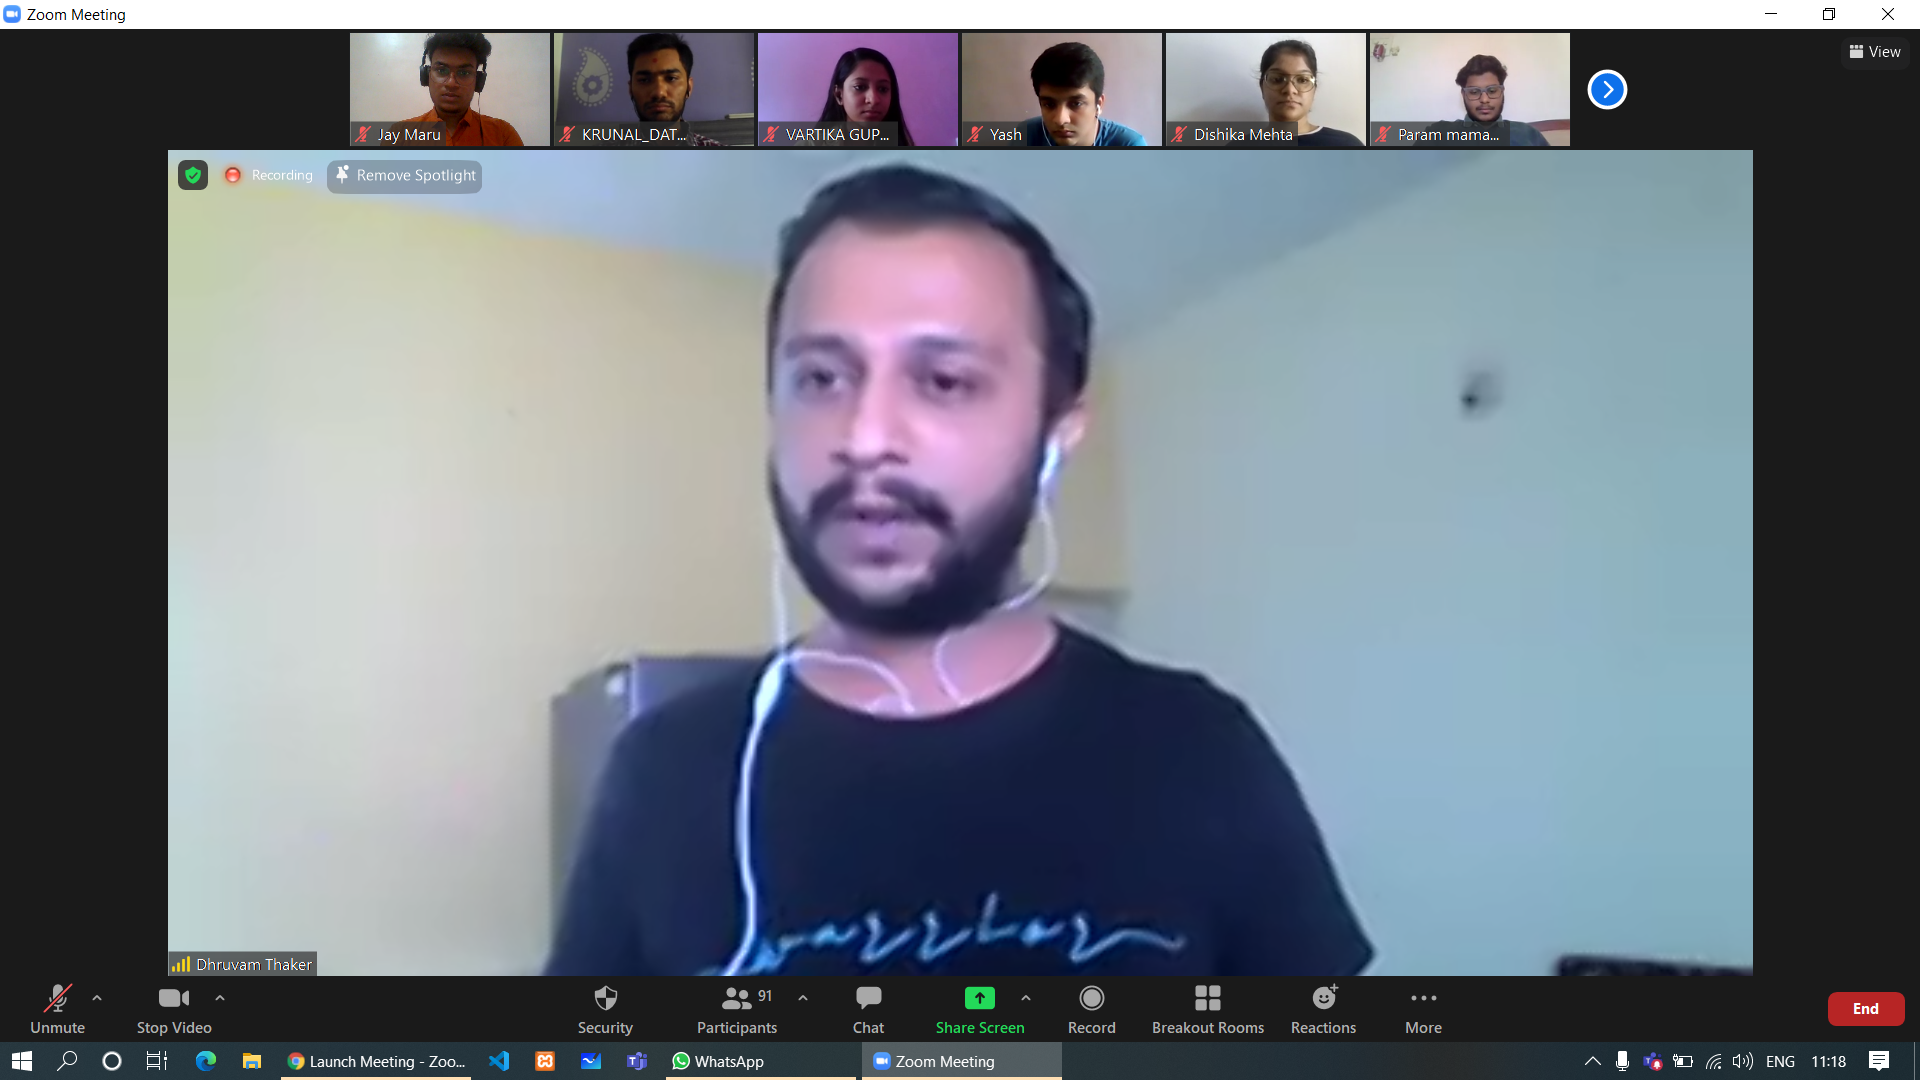 Zoom Meeting
View
Jay Maru
KRUNAL_DAT...
VARTIKA GUP...
Yash
Dishika Mehta
Param mama...
Recording
Remove Spotlight
Dhruvam Thaker
91
Unmute
Stop Video
Security
Participants
Chat
Share Screen
Record
Breakout Rooms
Reactions
More
End
Launch Meeting - Zoo...
WhatsApp
Zoom Meeting
ENG
11:18